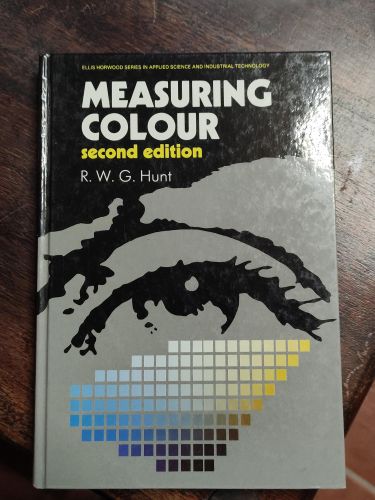 ELLIS HORWOOD SERIES IN APPLIED SCIENCE AND INDUSTRIAL TECHNOLOGY
MEASURING
COLOUR
second edition
R. W. G. Hunt